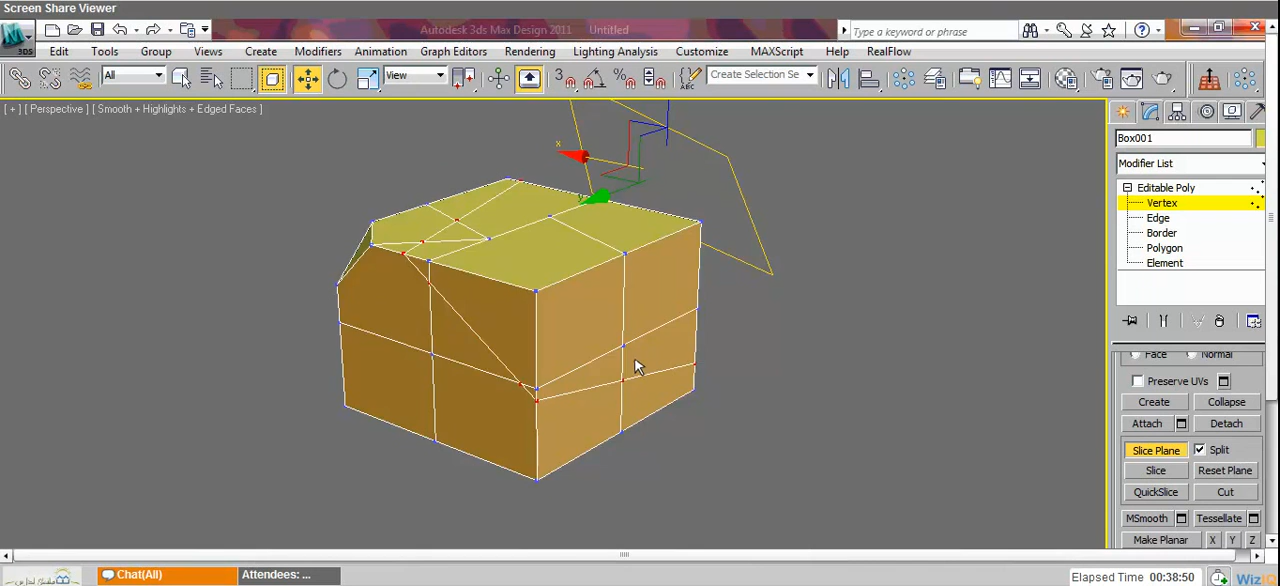 Screen Share Viewer
Autodesk 3ds Max Design 2011 Untitled
Type a keyword or phrase
3DS
Edit Tools Group Views Create Modifiers Animation Graph Editors Rendering Lighting Analysis Customize MAXScript Help RealFlow
All View 3 % ABC Create Selection Se
[ + ] [ Perspective ] [ Smooth + Highlights + Edged Faces ]
x
Box001
Modifier List
Editable Poly
Vertex
Edge
Border
Polygon
Element
Face Normal
Preserve UVs
Create Collapse
Attach Detach
Slice Plane Split
Slice Reset Plane
QuickSlice Cut
MSmooth Tessellate
Make Planar X Y Z
Chat(All) Attendees: ...
Elapsed Time 00:38:50
WizIQ